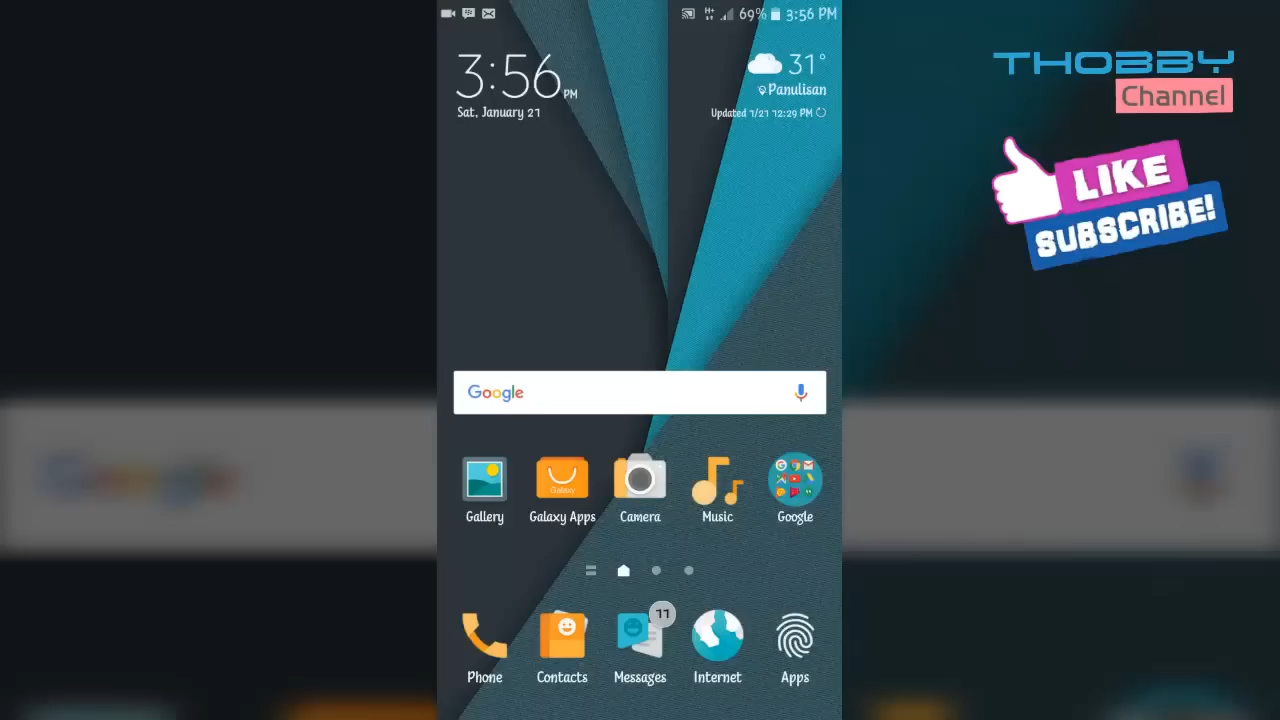 69% 3:56 PM
3:56 PM
Sat, January 21
31°
Panulisan
Updated 1/21 12:29 PM
THOBBY
Channel
LIKE
SUBSCRIBE!
Google
Galaxy
Gallery
Galaxy Apps
Camera
Music
Google
11
Phone
Contacts
Messages
Internet
Apps